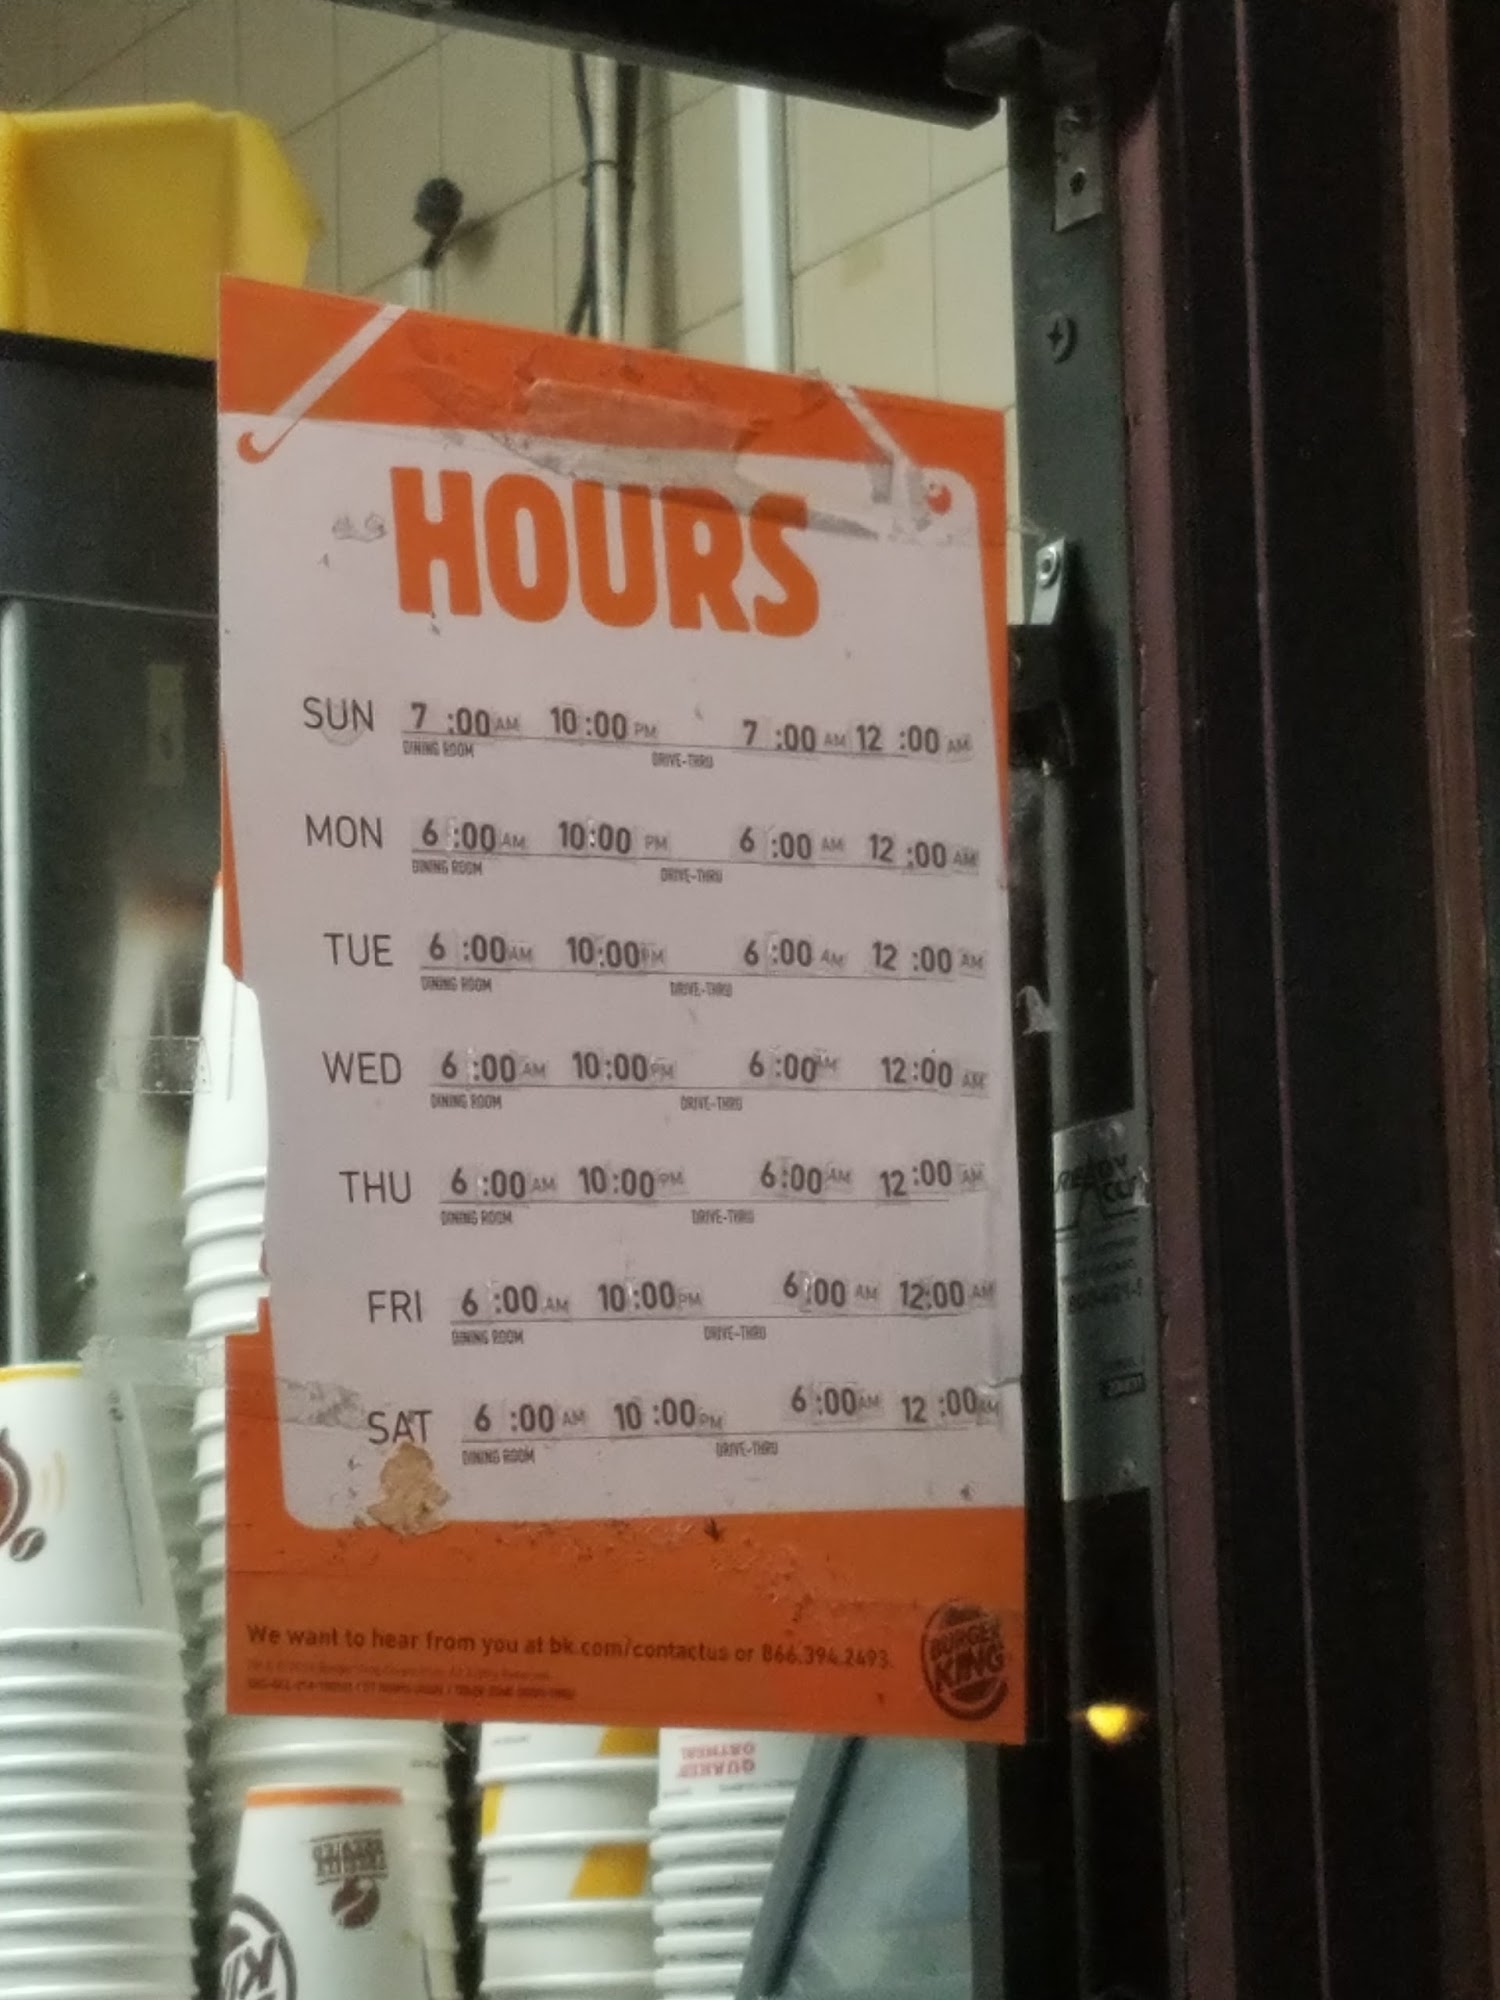 HOURS
SUN 7:00 AM 10:00 PM 7:00 AM 12:00 AM
DINING ROOM DRIVE-THRU
MON 6:00 AM 10:00 PM 6:00 AM 12:00 AM
DINING ROOM DRIVE-THRU
TUE 6:00 AM 10:00 PM 6:00 AM 12:00 AM
DINING ROOM DRIVE-THRU
WED 6:00 AM 10:00 PM 6:00 AM 12:00 AM
DINING ROOM DRIVE-THRU
THU 6:00 AM 10:00 PM 6:00 AM 12:00 AM
DINING ROOM DRIVE-THRU
FRI 6:00 AM 10:00 PM 6:00 AM 12:00 AM
DINING ROOM DRIVE-THRU
SAT 6:00 AM 10:00 PM 6:00 AM 12:00 AM
DINING ROOM DRIVE-THRU
We want to hear from you at bk.com/contactus or 866.394.2493.
BURGER
KING
QUAKER
OATMEAL